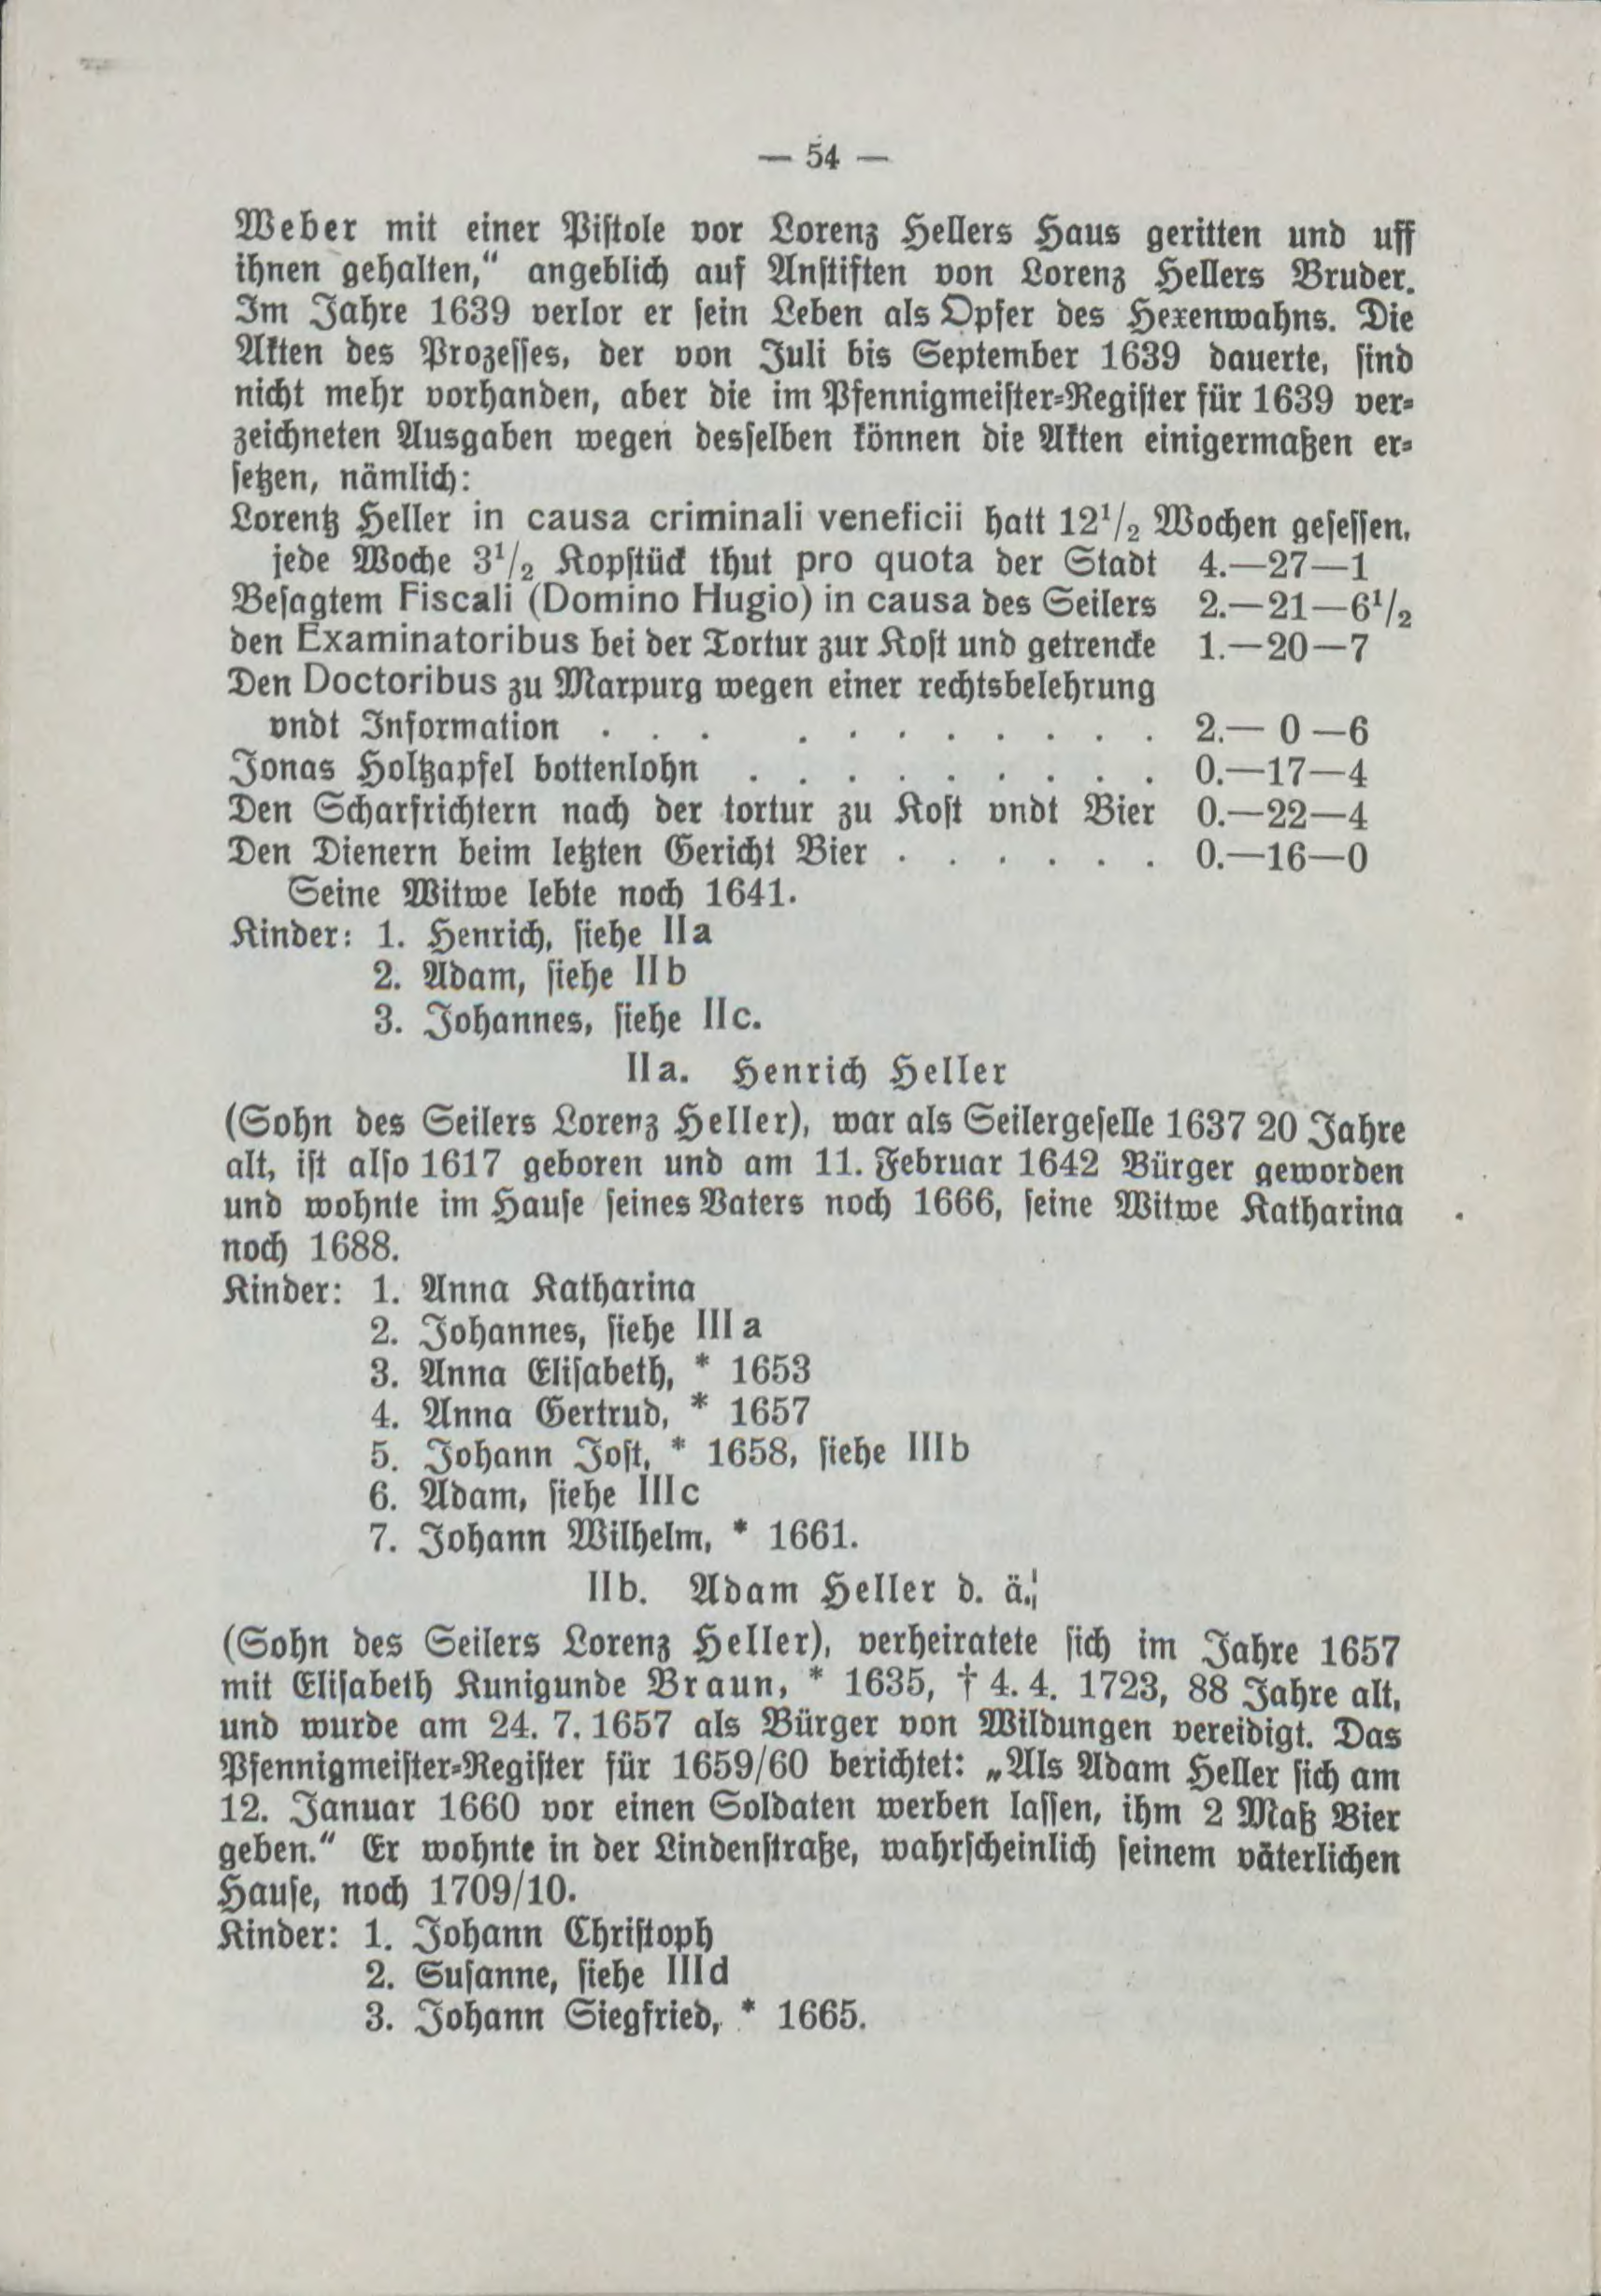 — 54 —
Weber mit einer Pistole vor Lorenz Hellers Haus geritten und uff
ihnen gehalten,“ angeblich auf Anstiften von Lorenz Hellers Bruder.
Im Jahre 1639 verlor er sein Leben als Opfer des Hexenwahns. Die
Akten des Prozesses, der von Juli bis September 1639 dauerte, sind
nicht mehr vorhanden, aber die im Pfennigmeister-Register für 1639 ver-
zeichneten Ausgaben wegen desselben können die Akten einigermaßen er-
setzen, nämlich:
Lorentz Heller in causa criminali veneficii hatt 12¹/₂ Wochen gesessen,
jede Woche 3¹/₂ Kopstück thut pro quota der Stadt 4.—27—1
Besagtem Fiscali (Domino Hugio) in causa des Seilers 2.—21—6¹/₂
den Examinatoribus bei der Tortur zur Kost und getrencke 1.—20—7
Den Doctoribus zu Marpurg wegen einer rechtsbelehrung
vndt Information . . . . . . . . . . . 2.— 0 —6
Jonas Holtzapfel bottenlohn . . . . . . . . . 0.—17—4
Den Scharfrichtern nach der tortur zu Kost vndt Bier 0.—22—4
Den Dienern beim letzten Gericht Bier . . . . . . 0.—16—0
Seine Witwe lebte noch 1641.
Kinder: 1. Henrich, siehe II a
2. Adam, siehe II b
3. Johannes, siehe II c.
II a. Henrich Heller
(Sohn des Seilers Lorenz Heller), war als Seilergeselle 1637 20 Jahre
alt, ist also 1617 geboren und am 11. Februar 1642 Bürger geworden
und wohnte im Hause seines Vaters noch 1666, seine Witwe Katharina
noch 1688.
Kinder: 1. Anna Katharina
2. Johannes, siehe III a
3. Anna Elisabeth, * 1653
4. Anna Gertrud, * 1657
5. Johann Jost, * 1658, siehe III b
6. Adam, siehe III c
7. Johann Wilhelm, * 1661.
II b. Adam Heller d. ä.
(Sohn des Seilers Lorenz Heller), verheiratete sich im Jahre 1657
mit Elisabeth Kunigunde Braun, * 1635, † 4. 4. 1723, 88 Jahre alt,
und wurde am 24. 7. 1657 als Bürger von Wildungen vereidigt. Das
Pfennigmeister-Register für 1659/60 berichtet: „Als Adam Heller sich am
12. Januar 1660 vor einen Soldaten werben lassen, ihm 2 Maß Bier
geben.“ Er wohnte in der Lindenstraße, wahrscheinlich seinem väterlichen
Hause, noch 1709/10.
Kinder: 1. Johann Christoph
2. Susanne, siehe III d
3. Johann Siegfried, * 1665.